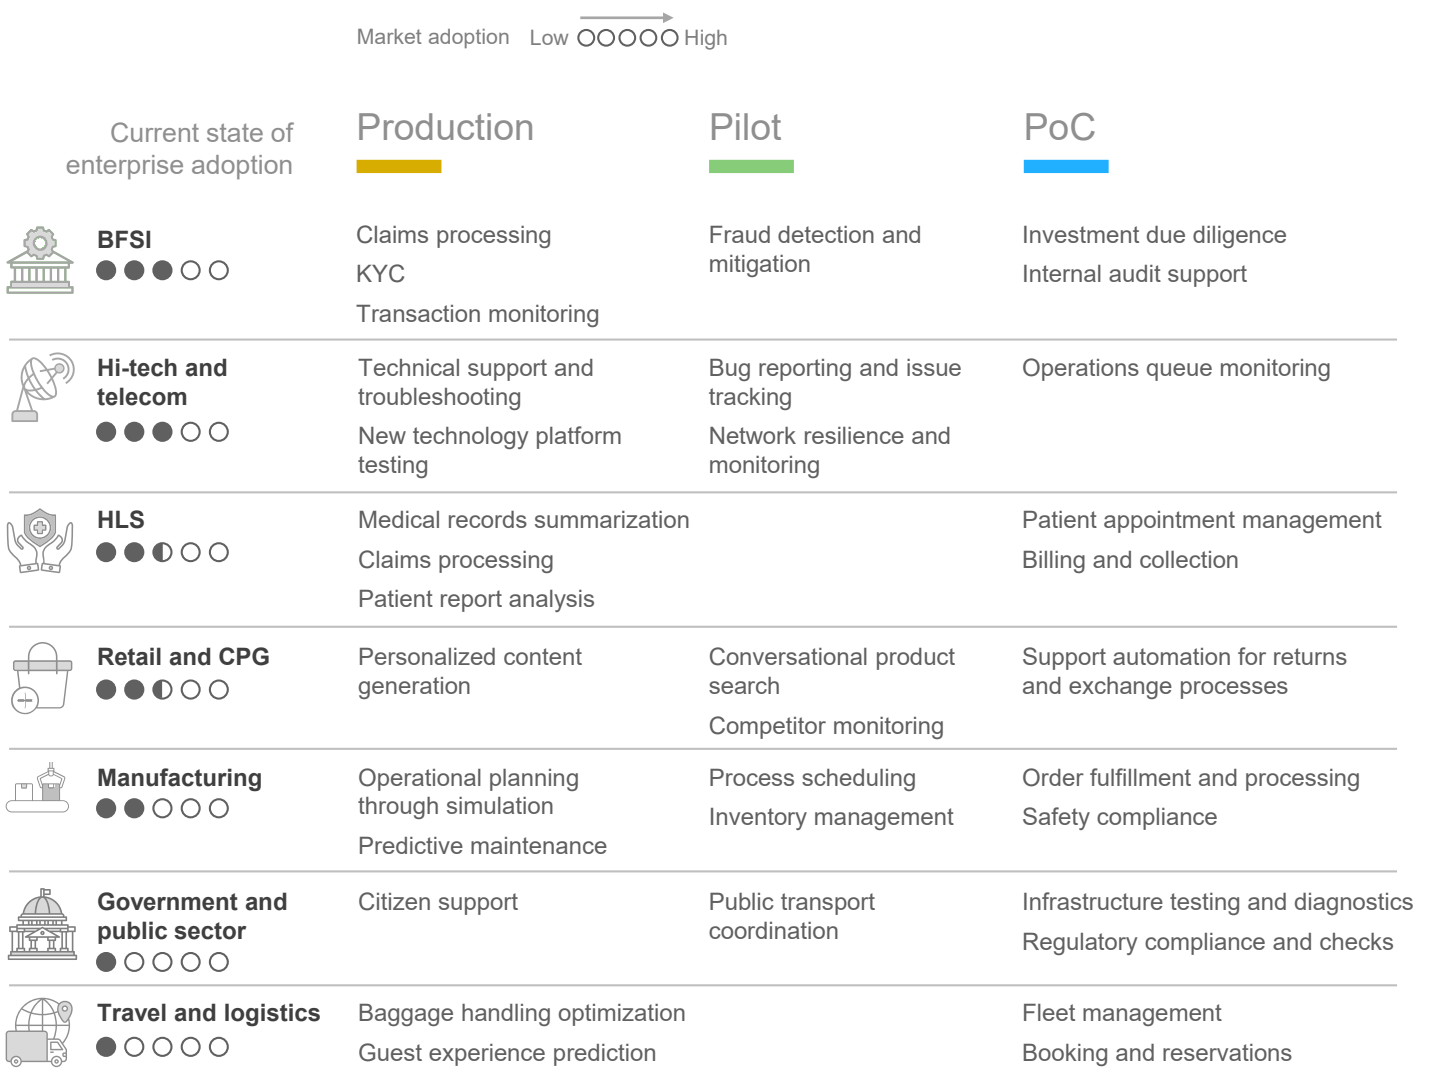 Market adoption Low High
Current state of
enterprise adoption
Production
Pilot
PoC
BFSI
Claims processing
KYC
Transaction monitoring
Fraud detection and
mitigation
Investment due diligence
Internal audit support
Hi-tech and
telecom
Technical support and
troubleshooting
New technology platform
testing
Bug reporting and issue
tracking
Network resilience and
monitoring
Operations queue monitoring
HLS
Medical records summarization
Claims processing
Patient report analysis
Patient appointment management
Billing and collection
Retail and CPG
Personalized content
generation
Conversational product
search
Competitor monitoring
Support automation for returns
and exchange processes
Manufacturing
Operational planning
through simulation
Predictive maintenance
Process scheduling
Inventory management
Order fulfillment and processing
Safety compliance
Government and
public sector
Citizen support
Public transport
coordination
Infrastructure testing and diagnostics
Regulatory compliance and checks
Travel and logistics
Baggage handling optimization
Guest experience prediction
Fleet management
Booking and reservations